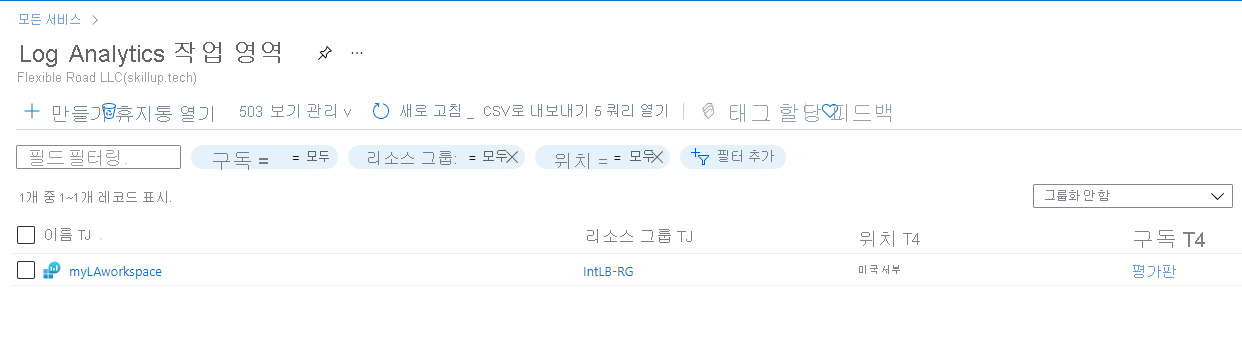 모든 서비스
Log Analytics 작업 영역 ···
Flexible Road LLC(skillup.tech)
만들기 휴지통 열기 503 보기 관리 v 새로 고침 _ CSV로 내보내기 5 쿼리 열기 태그 할당 피드백
필드 필터링. 구독 = = 모두 리소스 그룹: = 모두 위치 = = 모두 필터 추가
1개 중 1~1개 레코드 표시. 그룹화 안 함
이름 TJ . 리소스 그룹 TJ 위치 T4 구독 T4
myLAworkspace IntLB-RG 미국 서부 평가판